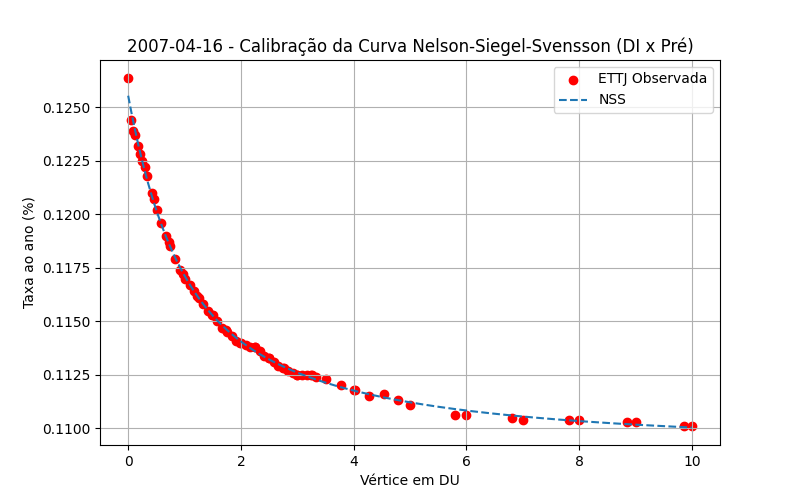 2007-04-16 - Calibração da Curva Nelson-Siegel-Svensson (DI x Pré)
ETTJ Observada
NSS
Taxa ao ano (%)
0.1250
0.1225
0.1200
0.1175
0.1150
0.1125
0.1100
0 2 4 6 8 10
Vértice em DU